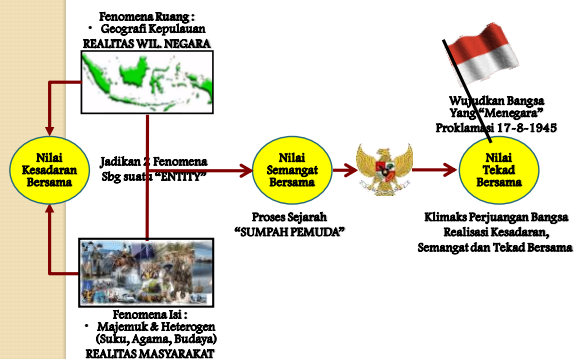 Fenomena Ruang :
• Geografi Kepulauan
REALITAS WIL. NEGARA
Nilai
Kesadaran
Bersama
Jadikan 2 Fenomena
Sbg suatu “ENTITY”
Nilai
Semangat
Bersama
Proses Sejarah
“SUMPAH PEMUDA”
Wujudkan Bangsa
Yang “Menegara”
Proklamasi 17-8-1945
Nilai
Tekad
Bersama
Klimaks Perjuangan Bangsa
Realisasi Kesadaran,
Semangat dan Tekad Bersama
Fenomena Isi :
• Majemuk & Heterogen
(Suku, Agama, Budaya)
REALITAS MASYARAKAT